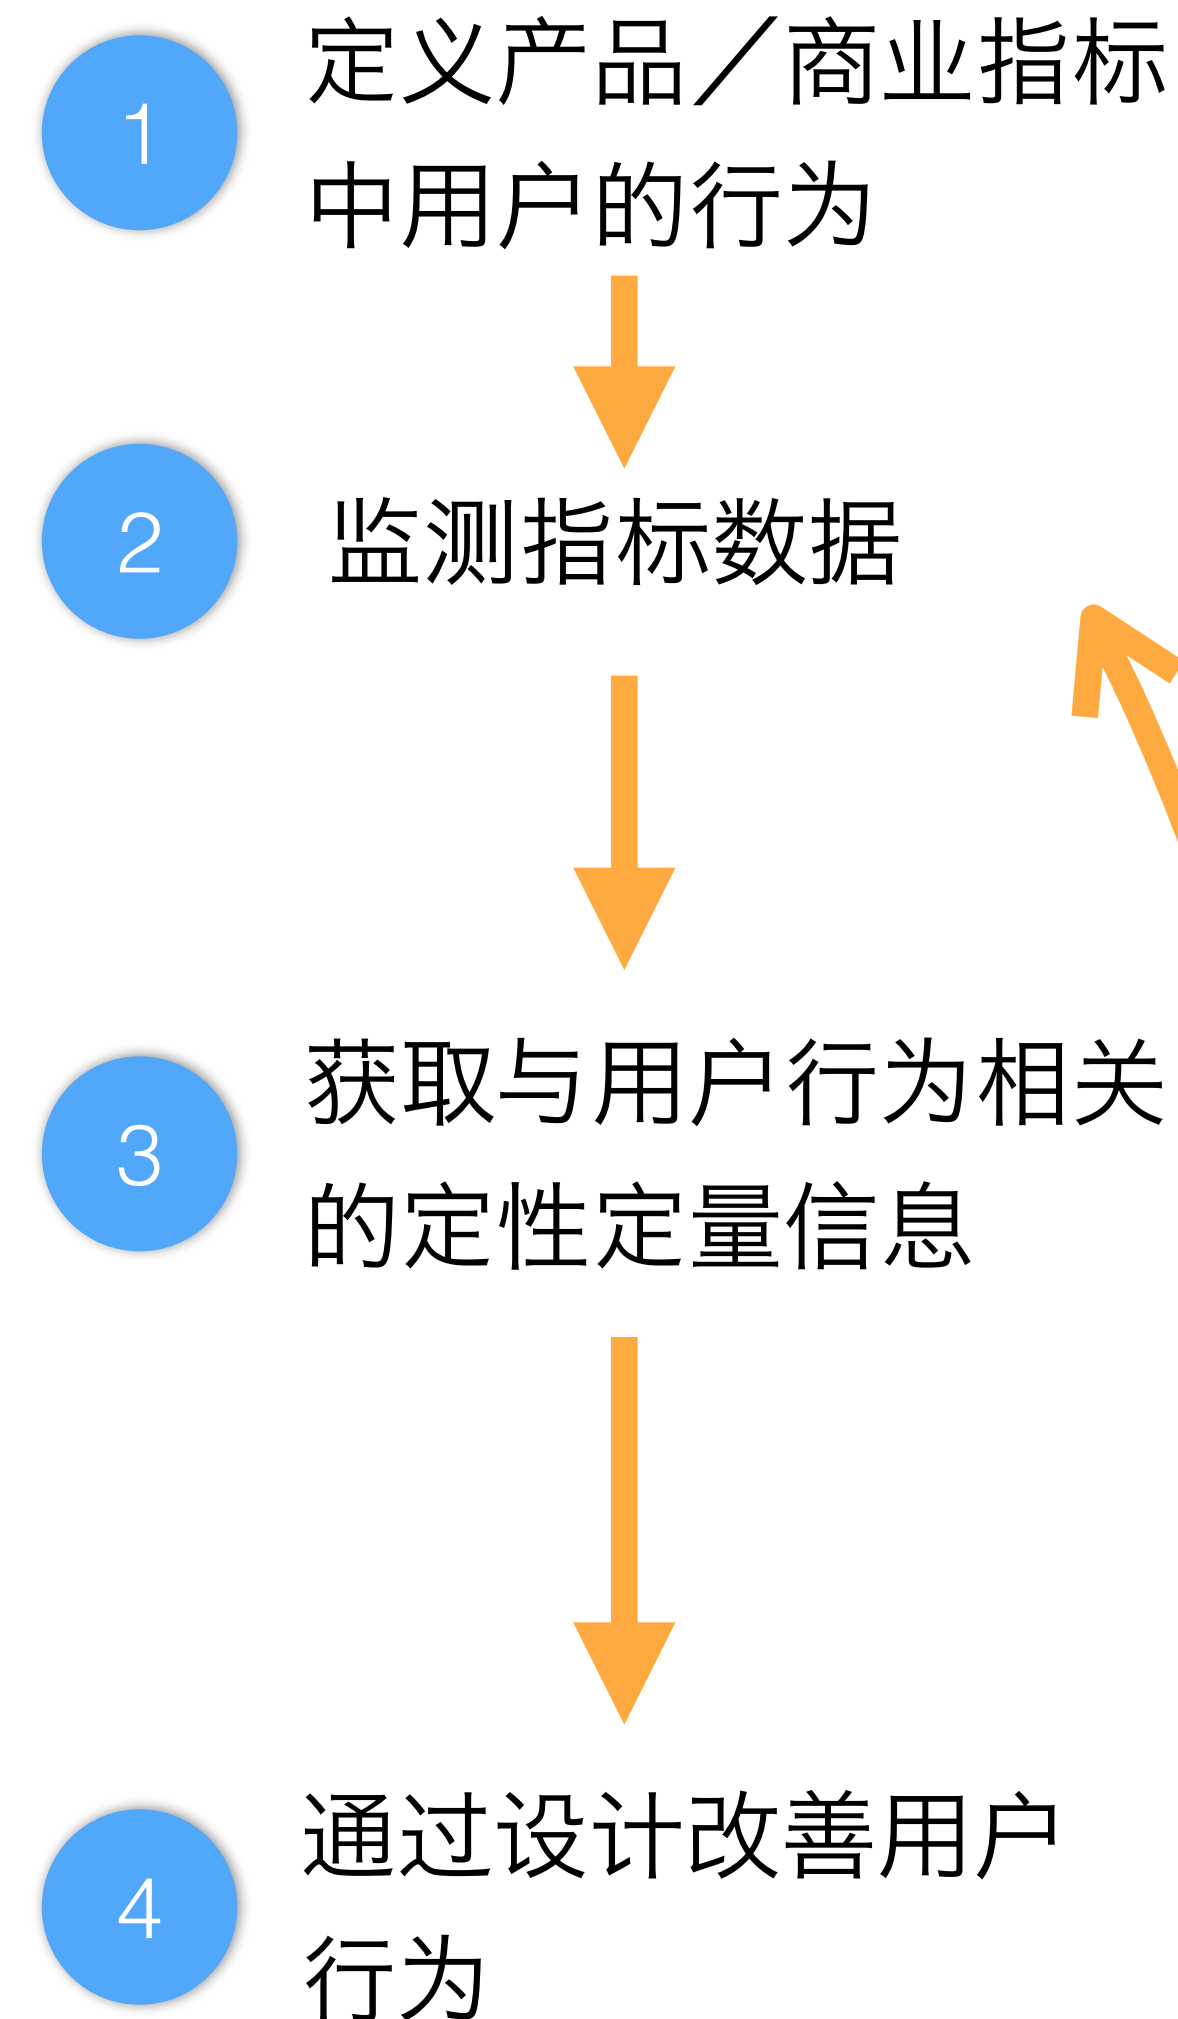 1
定义产品／商业指标
中用户的行为
2
监测指标数据
3
获取与用户行为相关
的定性定量信息
4
通过设计改善用户
行为